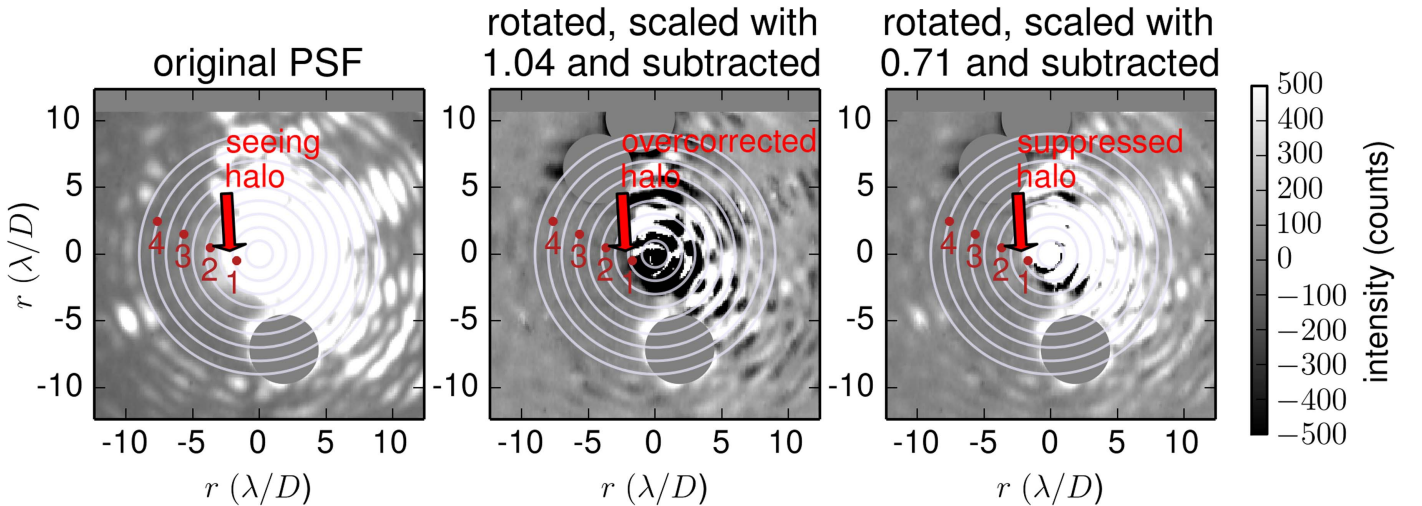 original PSF
rotated, scaled with
1.04 and subtracted
rotated, scaled with
0.71 and subtracted
seeing
halo
overcorrected
halo
suppressed
halo
1
2
3
4
1
2
3
4
1
2
3
4
10
5
0
-5
-10
r (λ/D)
10
5
0
-5
-10
10
5
0
-5
-10
-10 -5 0 5 10
-10 -5 0 5 10
-10 -5 0 5 10
r (λ/D)
r (λ/D)
r (λ/D)
500
400
300
200
100
0
−100
−200
−300
−400
−500
intensity (counts)